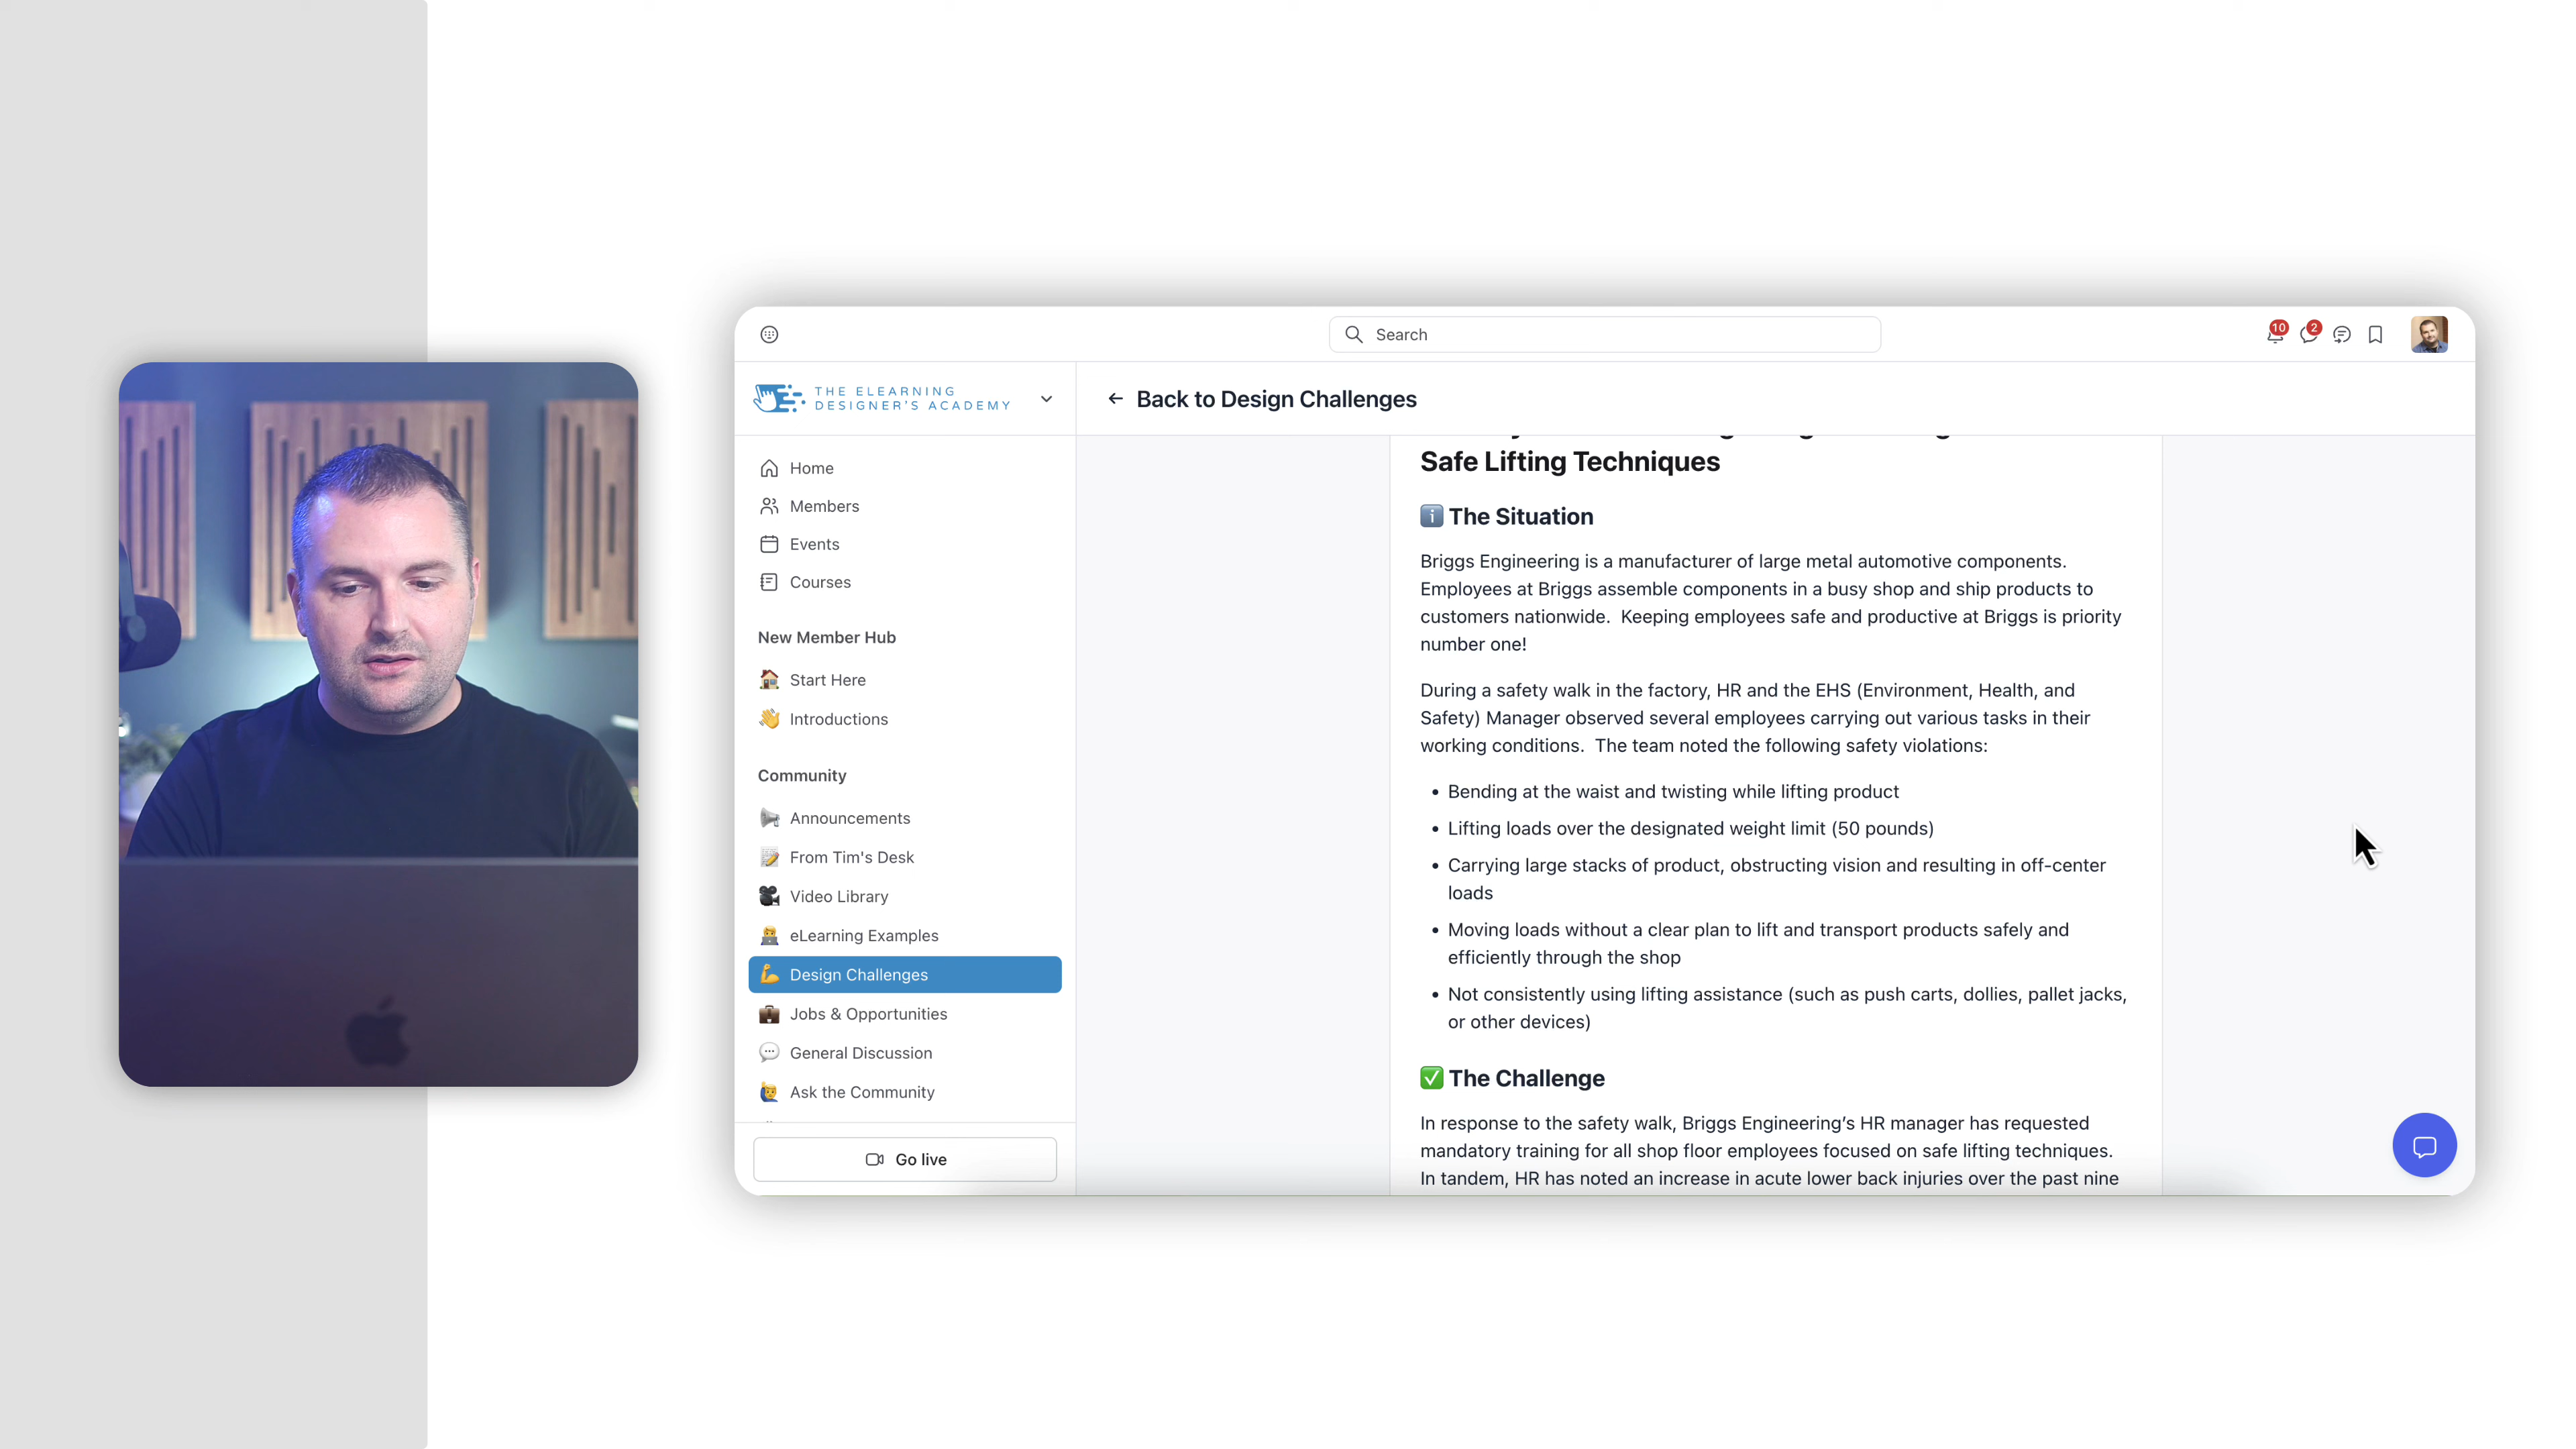 Search
10
2
THE ELEARNING
DESIGNER'S ACADEMY
Back to Design Challenges
Home
Members
Events
Courses
New Member Hub
Start Here
Introductions
Community
Announcements
From Tim's Desk
Video Library
eLearning Examples
Design Challenges
Jobs & Opportunities
General Discussion
Ask the Community
Go live
Safe Lifting Techniques
The Situation
Briggs Engineering is a manufacturer of large metal automotive components.
Employees at Briggs assemble components in a busy shop and ship products to
customers nationwide.  Keeping employees safe and productive at Briggs is priority
number one!
During a safety walk in the factory, HR and the EHS (Environment, Health, and
Safety) Manager observed several employees carrying out various tasks in their
working conditions.  The team noted the following safety violations:
• Bending at the waist and twisting while lifting product
• Lifting loads over the designated weight limit (50 pounds)
• Carrying large stacks of product, obstructing vision and resulting in off-center
loads
• Moving loads without a clear plan to lift and transport products safely and
efficiently through the shop
• Not consistently using lifting assistance (such as push carts, dollies, pallet jacks,
or other devices)
The Challenge
In response to the safety walk, Briggs Engineering’s HR manager has requested
mandatory training for all shop floor employees focused on safe lifting techniques.
In tandem, HR has noted an increase in acute lower back injuries over the past nine